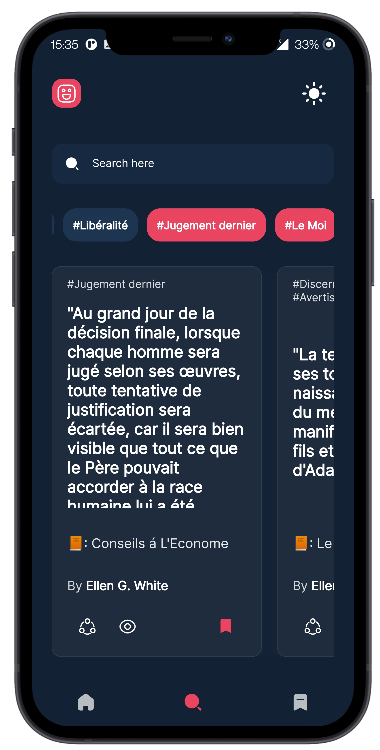 15:35
33%
Search here
#Libéralité
#Jugement dernier
#Le Moi
#Jugement dernier
"Au grand jour de la
décision finale, lorsque
chaque homme sera
jugé selon ses œuvres,
toute tentative de
justification sera
écartée, car il sera bien
visible que tout ce que
le Père pouvait
accorder à la race
humaine lui a été
: Conseils á L'Econome
By Ellen G. White
#Discern
#Avertis
"La te
ses to
naissa
du me
manif
fils et
d'Ada
: Le
By Ellen